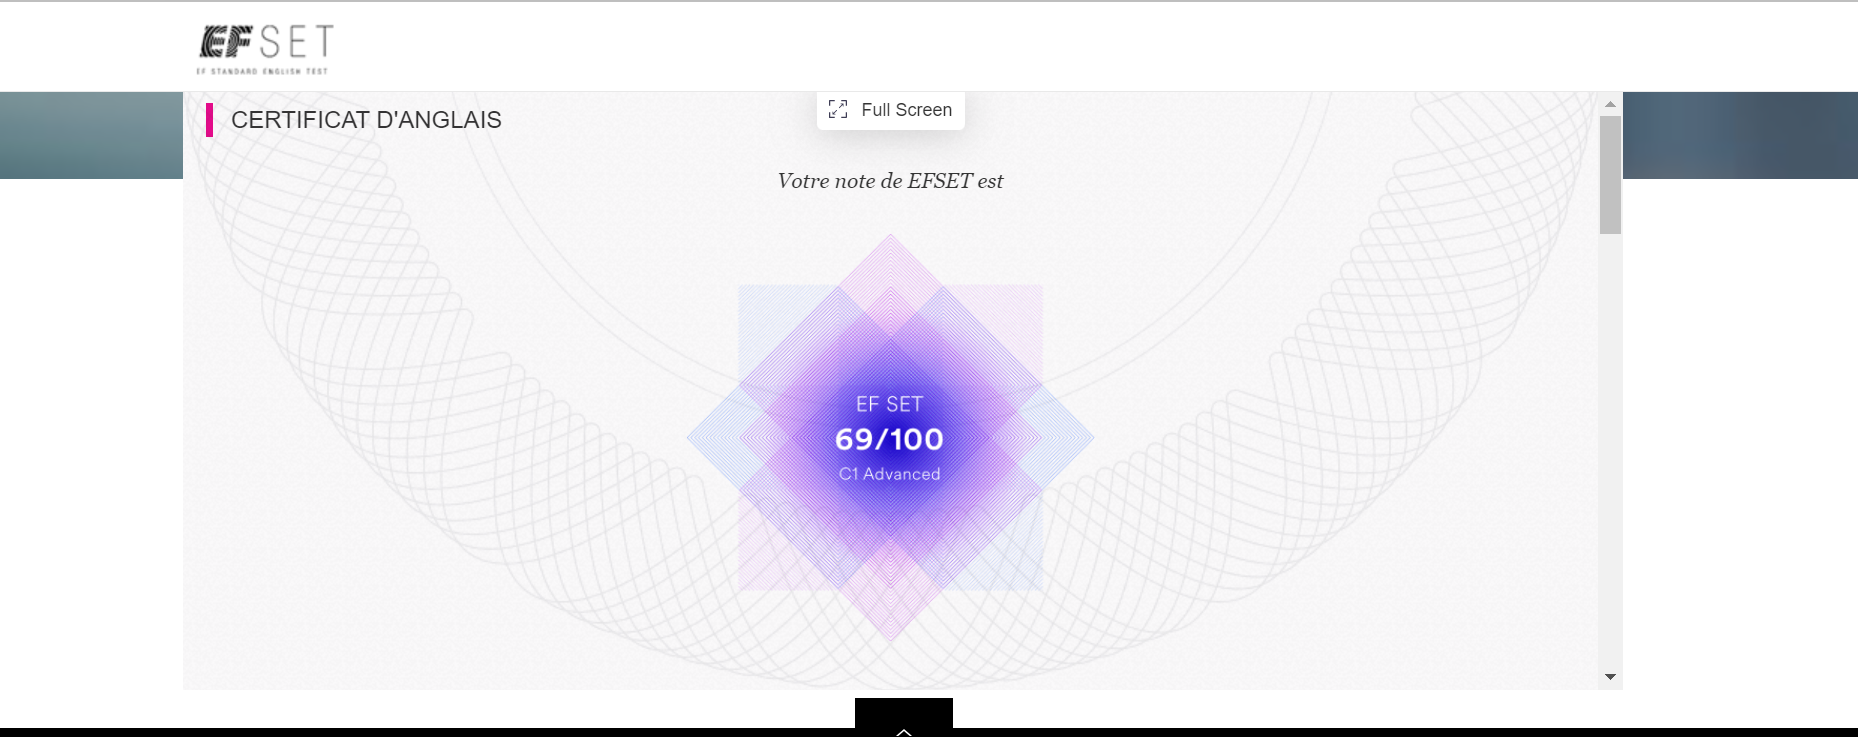 EF SET
EF STANDARD ENGLISH TEST
CERTIFICAT D'ANGLAIS
Full Screen
Votre note de EFSET est
EF SET
69/100
C1 Advanced